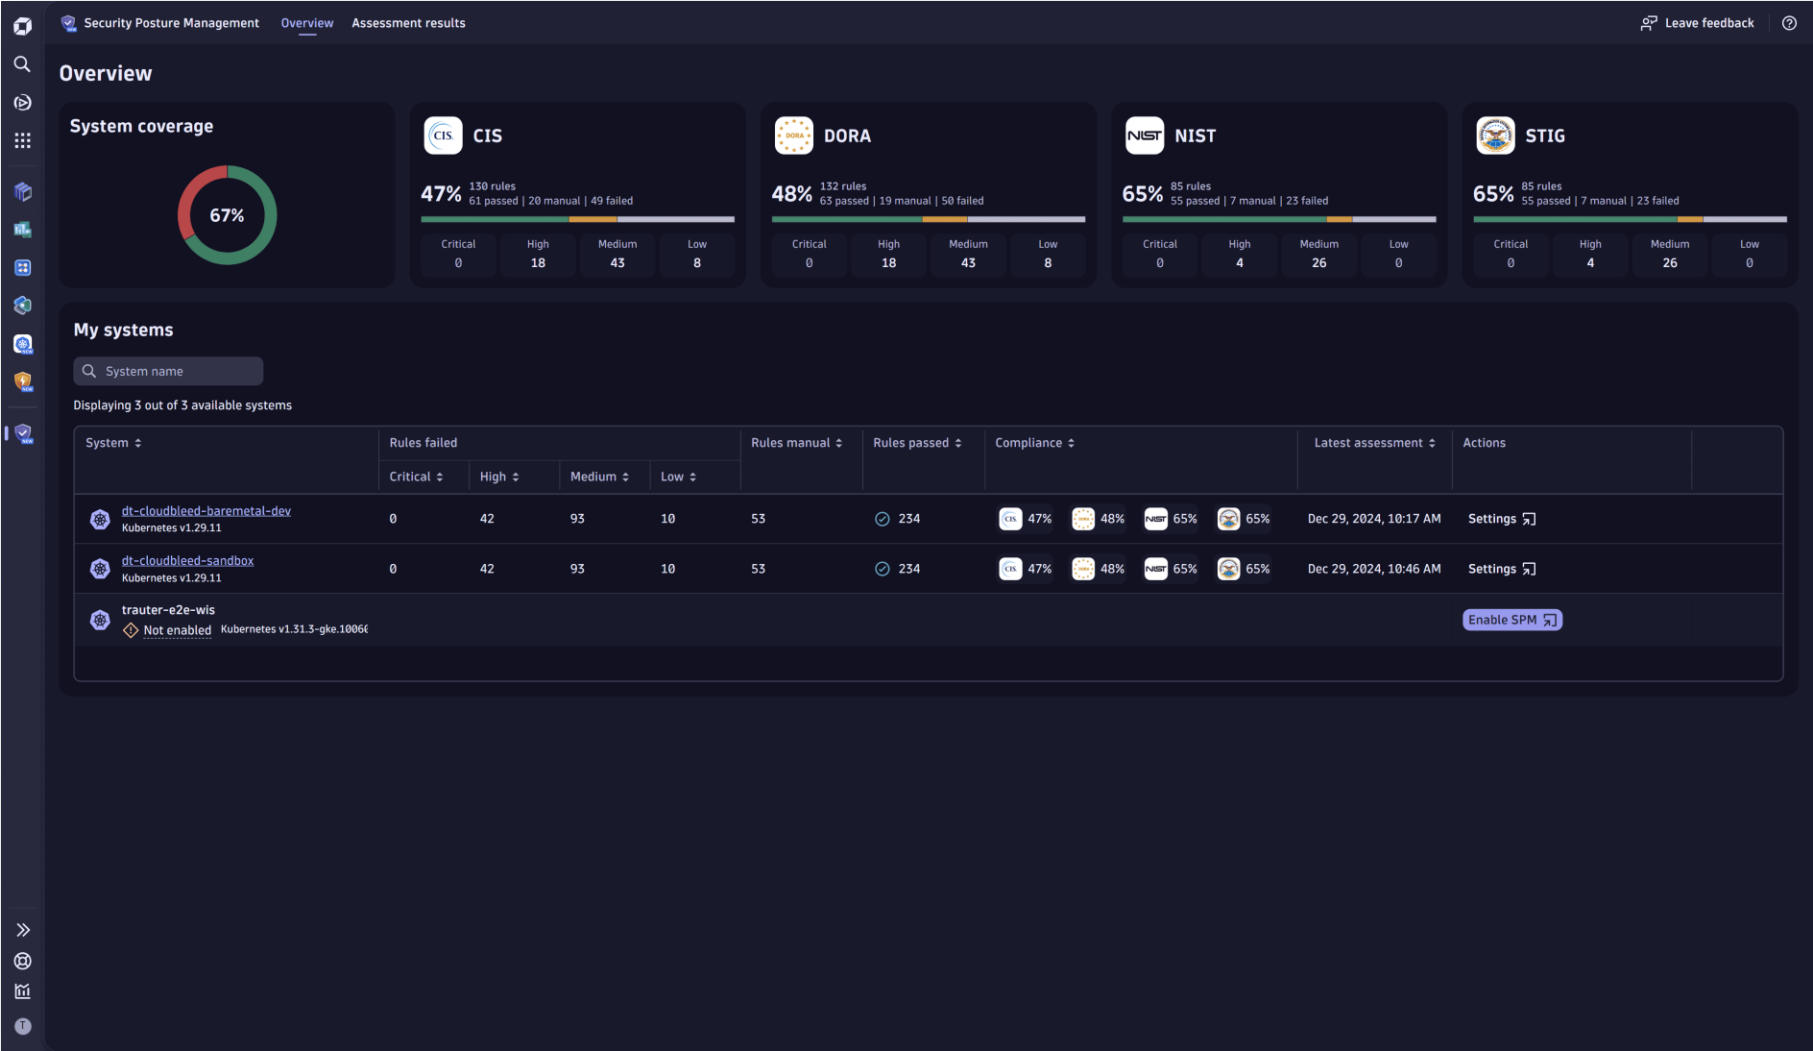 Security Posture Management
Overview
Assessment results
Leave feedback
Overview
System coverage
67%
CIS
CIS
47%
130 rules
61 passed | 20 manual | 49 failed
Critical
High
Medium
Low
0
18
43
8
DORA
DORA
48%
132 rules
63 passed | 19 manual | 50 failed
Critical
High
Medium
Low
0
18
43
8
NIST
NIST
65%
85 rules
55 passed | 7 manual | 23 failed
Critical
High
Medium
Low
0
4
26
0
STIG
65%
85 rules
55 passed | 7 manual | 23 failed
Critical
High
Medium
Low
0
4
26
0
My systems
System name
Displaying 3 out of 3 available systems
System
Rules failed
Rules manual
Rules passed
Compliance
Latest assessment
Actions
Critical
High
Medium
Low
dt-cloudbleed-baremetal-dev
Kubernetes v1.29.11
0
42
93
10
53
234
CIS 47%
48%
NIST 65%
65%
Dec 29, 2024, 10:17 AM
Settings
dt-cloudbleed-sandbox
Kubernetes v1.29.11
0
42
93
10
53
234
CIS 47%
48%
NIST 65%
65%
Dec 29, 2024, 10:46 AM
Settings
trauter-e2e-wis
Not enabled Kubernetes v1.31.3-gke.10060
Enable SPM
T